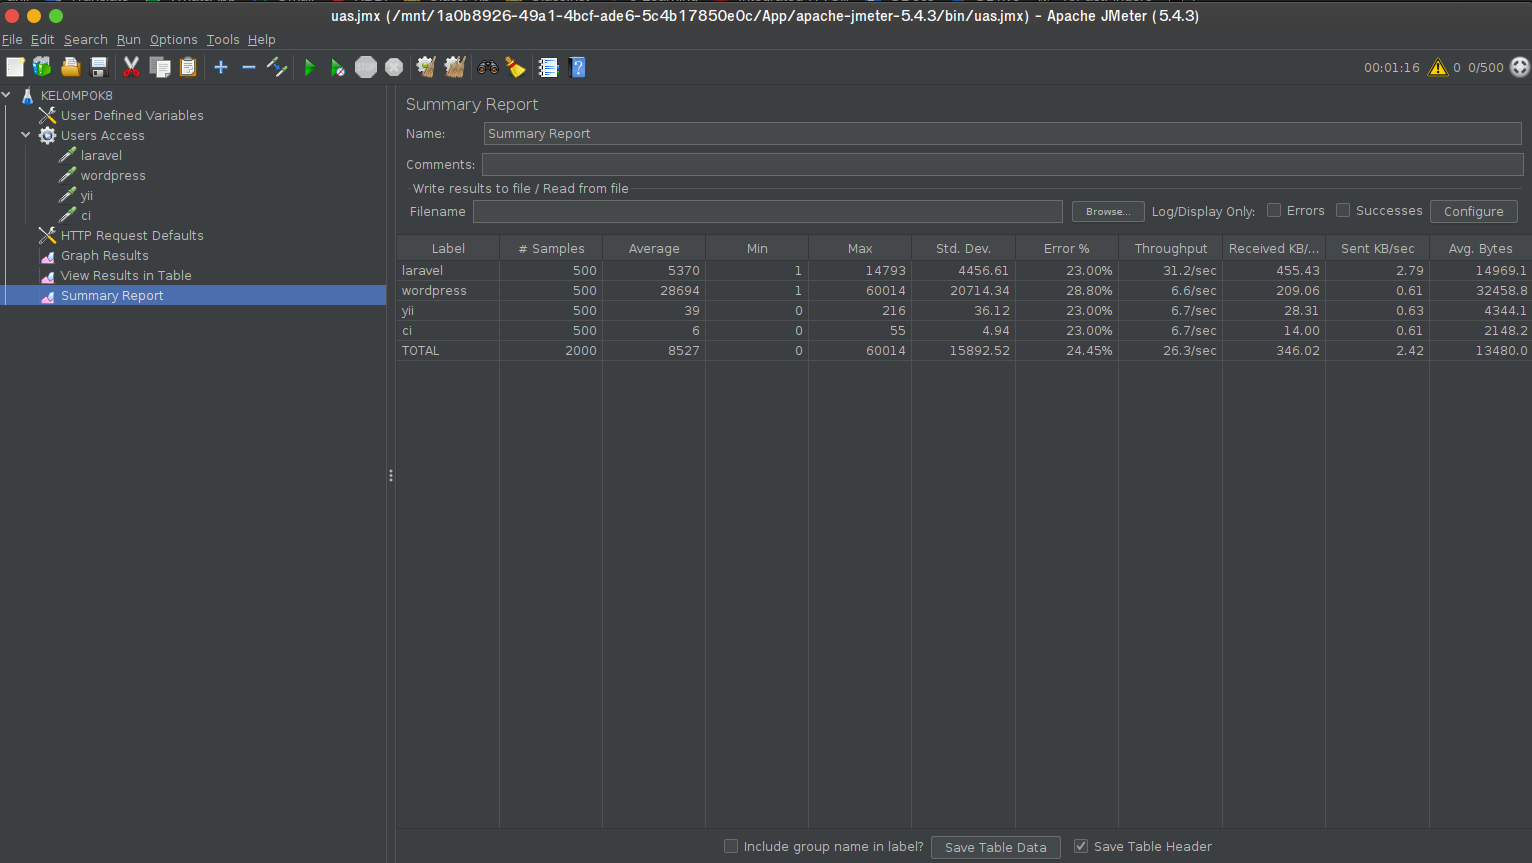 uas.jmx (/mnt/1a0b8926-49a1-4bcf-ade6-5c4b17850e0c/App/apache-jmeter-5.4.3/bin/uas.jmx) - Apache JMeter (5.4.3)
File Edit Search Run Options Tools Help
00:01:16 0 0/500
KELOMPOK8
User Defined Variables
Users Access
laravel
wordpress
yii
ci
HTTP Request Defaults
Graph Results
View Results in Table
Summary Report
Summary Report
Name: Summary Report
Comments:
Write results to file / Read from file
Filename Browse... Log/Display Only: Errors Successes Configure
Label # Samples Average Min Max Std. Dev. Error % Throughput Received KB/... Sent KB/sec Avg. Bytes
laravel 500 5370 1 14793 4456.61 23.00% 31.2/sec 455.43 2.79 14969.1
wordpress 500 28694 1 60014 20714.34 28.80% 6.6/sec 209.06 0.61 32458.8
yii 500 39 0 216 36.12 23.00% 6.7/sec 28.31 0.63 4344.1
ci 500 6 0 55 4.94 23.00% 6.7/sec 14.00 0.61 2148.2
TOTAL 2000 8527 0 60014 15892.52 24.45% 26.3/sec 346.02 2.42 13480.0
Include group name in label? Save Table Data Save Table Header